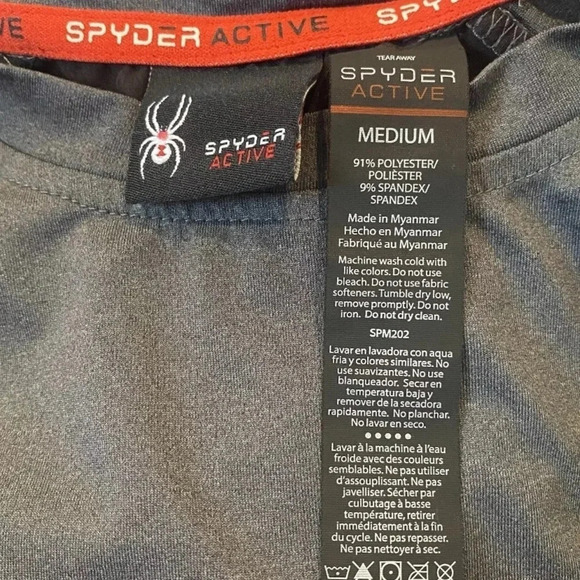 VE SPYDER ACTIVE
SPYDER
ACTIVE
TEAR AWAY
SPYDER
ACTIVE
MEDIUM
91% POLYESTER/
POLIÈSTER
9% SPANDEX/
SPANDEX
Made in Myanmar
Hecho en Myanmar
Fabriqué au Myanmar
Machine wash cold with
like colors. Do not use
bleach. Do not use fabric
softeners. Tumble dry low,
remove promptly. Do not
iron. Do not dry clean.
SPM202
Lavar en lavadora con aqua
fria y colores similares. No
use suavizantes. No use
blanqueador. Secar en
temperatura baja y
remover de la secadora
rapidamente. No planchar.
No lavar en seco.
Lavar à la machine à l'eau
froide avec des couleurs
semblables. Ne pas utiliser
d'assouplissant. Ne pas
javelliser. Sécher par
culbutage à basse
température, retirer
immédiatement à la fin
du cycle. Ne pas repasser.
Ne pas nettoyer à sec.